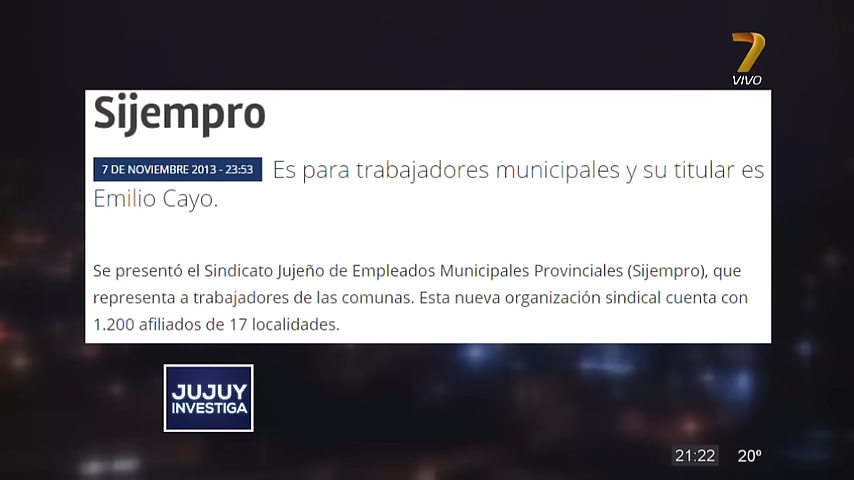 7
VIVO
Sijempro
7 DE NOVIEMBRE 2013 - 23:53 Es para trabajadores municipales y su titular es
Emilio Cayo.
Se presentó el Sindicato Jujeño de Empleados Municipales Provinciales (Sijempro), que
representa a trabajadores de las comunas. Esta nueva organización sindical cuenta con
1.200 afiliados de 17 localidades.
JUJUY
INVESTIGA
21:22 20º